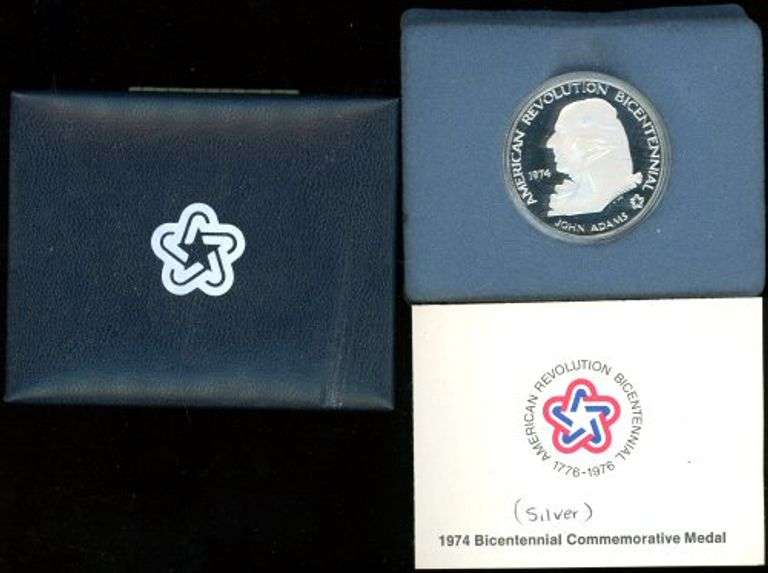 AMERICAN REVOLUTION BICENTENNIAL
1974
JOHN ADAMS
AMERICAN REVOLUTION BICENTENNIAL
1776-1976
(Silver)
1974 Bicentennial Commemorative Medal